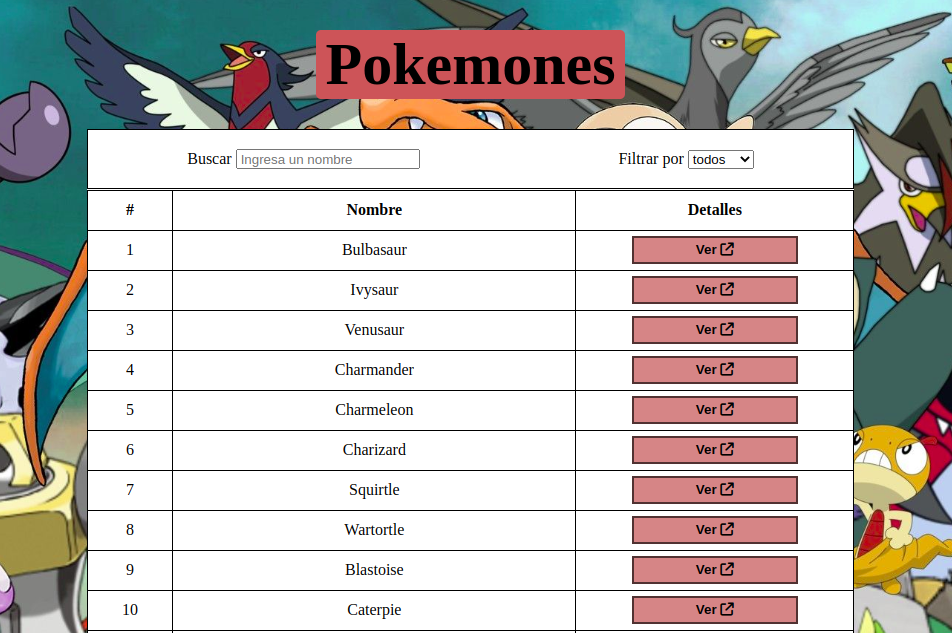 Pokemones
Buscar Ingresa un nombre Filtrar por todos
# Nombre Detalles
1 Bulbasaur Ver
2 Ivysaur Ver
3 Venusaur Ver
4 Charmander Ver
5 Charmeleon Ver
6 Charizard Ver
7 Squirtle Ver
8 Wartortle Ver
9 Blastoise Ver
10 Caterpie Ver